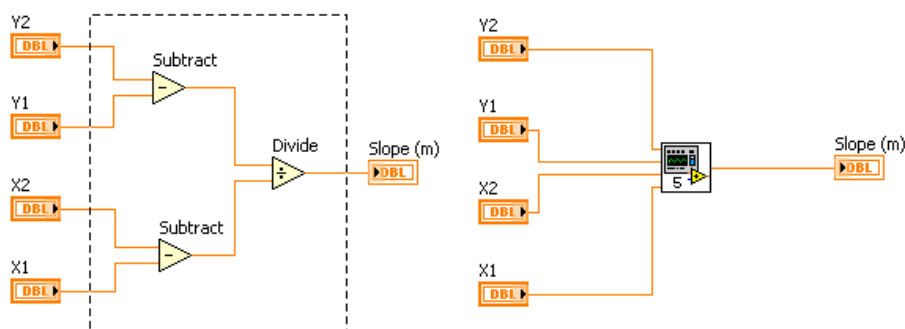 Y2
DBL
Subtract
Y1
DBL
Divide
Slope (m)
DBL
X2
DBL
Subtract
X1
DBL
Y2
DBL
Y1
DBL
Slope (m)
DBL
5
X2
DBL
X1
DBL